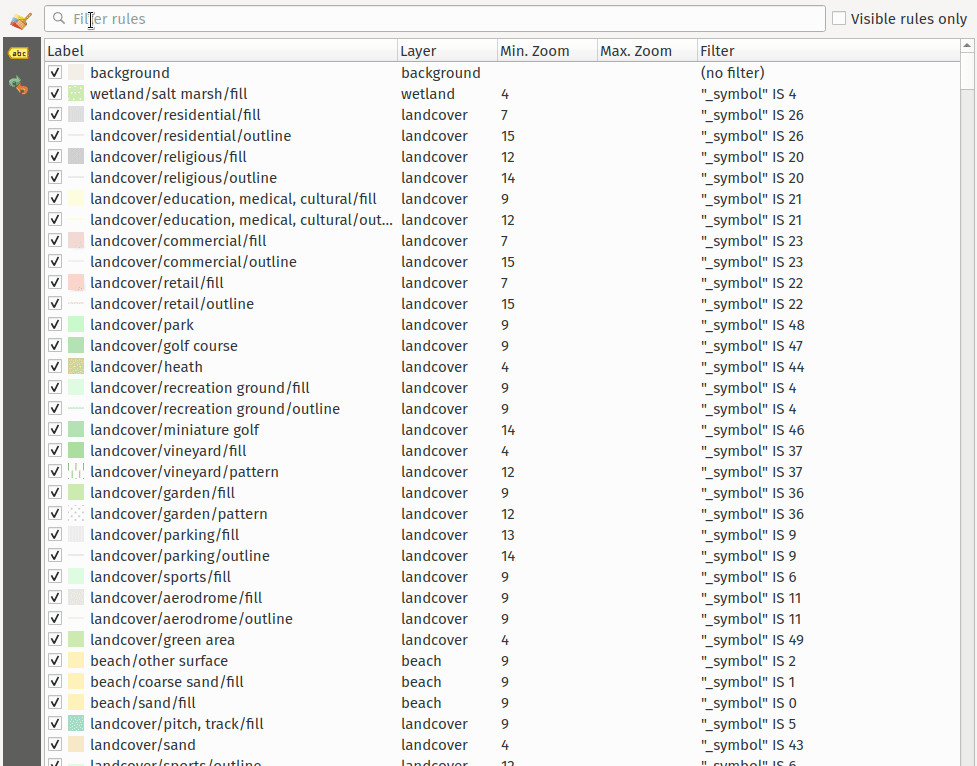 Filter rules Visible rules only
abc
Label Layer Min. Zoom Max. Zoom Filter
background background (no filter)
wetland/salt marsh/fill wetland 4 "_symbol" IS 4
landcover/residential/fill landcover 7 "_symbol" IS 26
landcover/residential/outline landcover 15 "_symbol" IS 26
landcover/religious/fill landcover 12 "_symbol" IS 20
landcover/religious/outline landcover 14 "_symbol" IS 20
landcover/education, medical, cultural/fill landcover 9 "_symbol" IS 21
landcover/education, medical, cultural/out... landcover 12 "_symbol" IS 21
landcover/commercial/fill landcover 7 "_symbol" IS 23
landcover/commercial/outline landcover 15 "_symbol" IS 23
landcover/retail/fill landcover 7 "_symbol" IS 22
landcover/retail/outline landcover 15 "_symbol" IS 22
landcover/park landcover 9 "_symbol" IS 48
landcover/golf course landcover 9 "_symbol" IS 47
landcover/heath landcover 4 "_symbol" IS 44
landcover/recreation ground/fill landcover 9 "_symbol" IS 4
landcover/recreation ground/outline landcover 9 "_symbol" IS 4
landcover/miniature golf landcover 14 "_symbol" IS 46
landcover/vineyard/fill landcover 4 "_symbol" IS 37
landcover/vineyard/pattern landcover 12 "_symbol" IS 37
landcover/garden/fill landcover 9 "_symbol" IS 36
landcover/garden/pattern landcover 12 "_symbol" IS 36
landcover/parking/fill landcover 13 "_symbol" IS 9
landcover/parking/outline landcover 14 "_symbol" IS 9
landcover/sports/fill landcover 9 "_symbol" IS 6
landcover/aerodrome/fill landcover 9 "_symbol" IS 11
landcover/aerodrome/outline landcover 9 "_symbol" IS 11
landcover/green area landcover 4 "_symbol" IS 49
beach/other surface beach 9 "_symbol" IS 2
beach/coarse sand/fill beach 9 "_symbol" IS 1
beach/sand/fill beach 9 "_symbol" IS 0
landcover/pitch, track/fill landcover 9 "_symbol" IS 5
landcover/sand landcover 4 "_symbol" IS 43
landcover/sports/outline landcover 12 "_symbol" IS 6